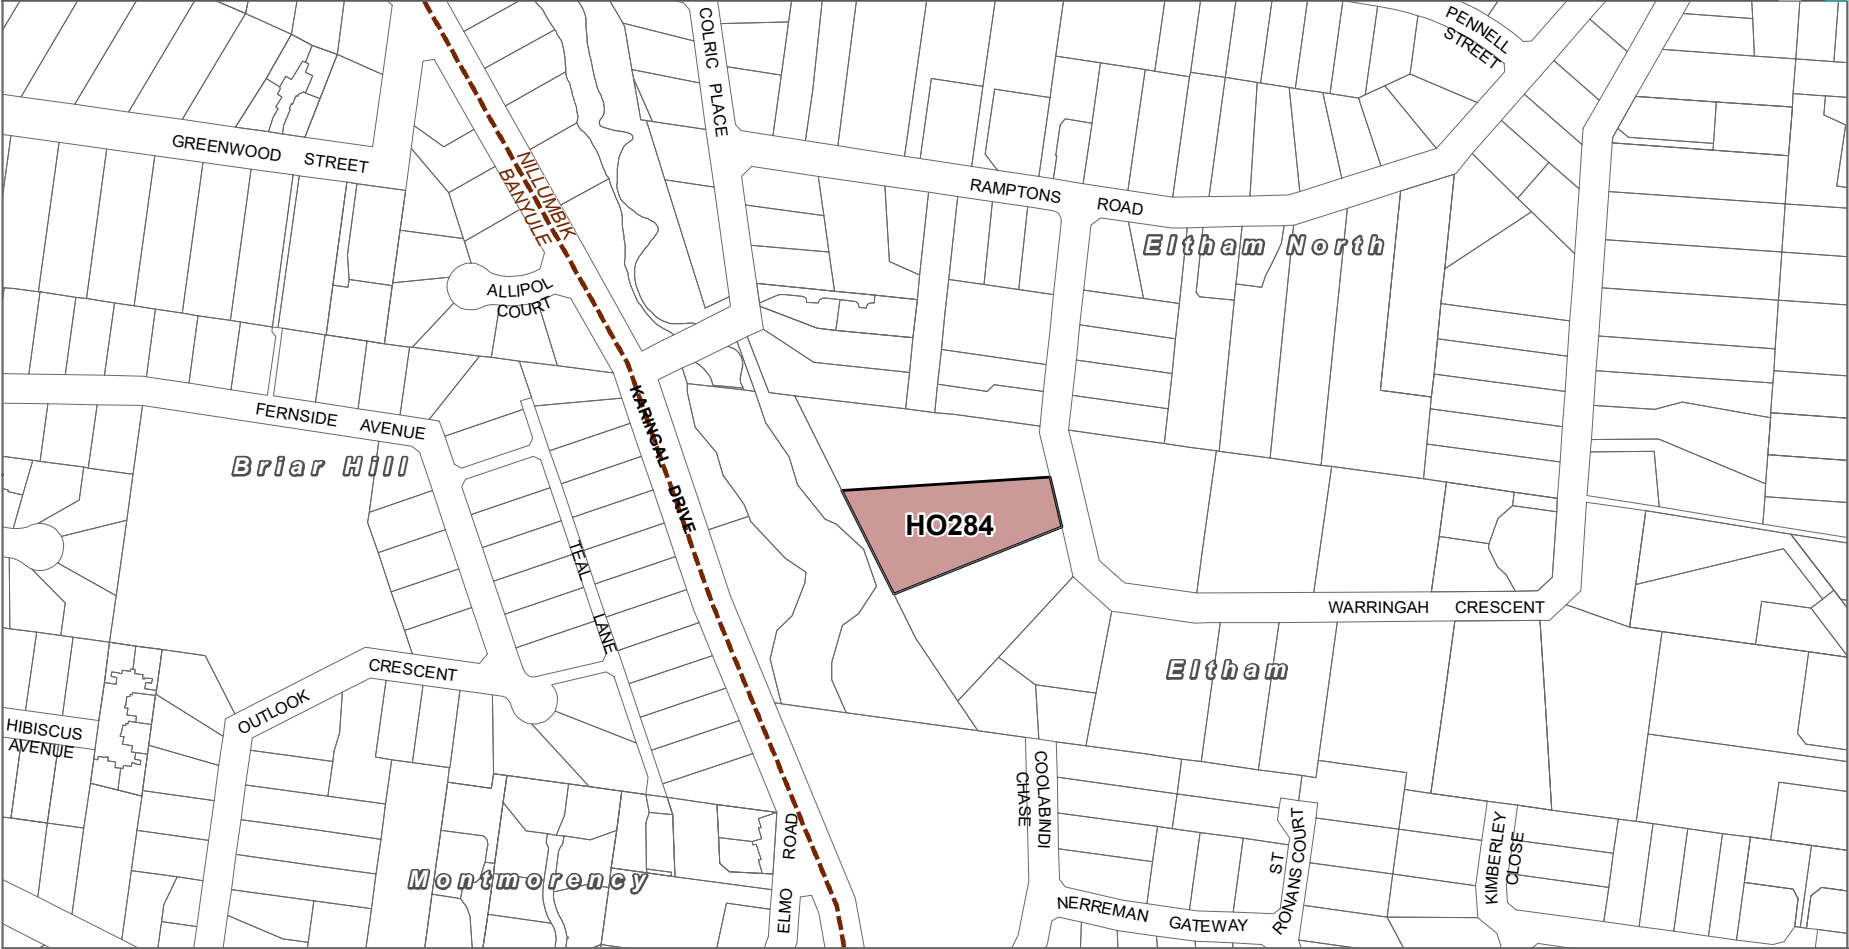 COLRIC PLACE
PENNELL
STREET
GREENWOOD STREET
NILLUMBIK
BANYULE
RAMPTONS ROAD
Eltham North
ALLIPOL
COURT
FERNSIDE AVENUE
Briar Hill
KARINGAL DRIVE
HO284
TEAL LANE
WARRINGAH CRESCENT
Eltham
OUTLOOK CRESCENT
HIBISCUS
AVENUE
COOLABINDI
CHASE
Montmorency
ELMO ROAD
ST
RONANS COURT
KIMBERLEY
CLOSE
NERREMAN GATEWAY